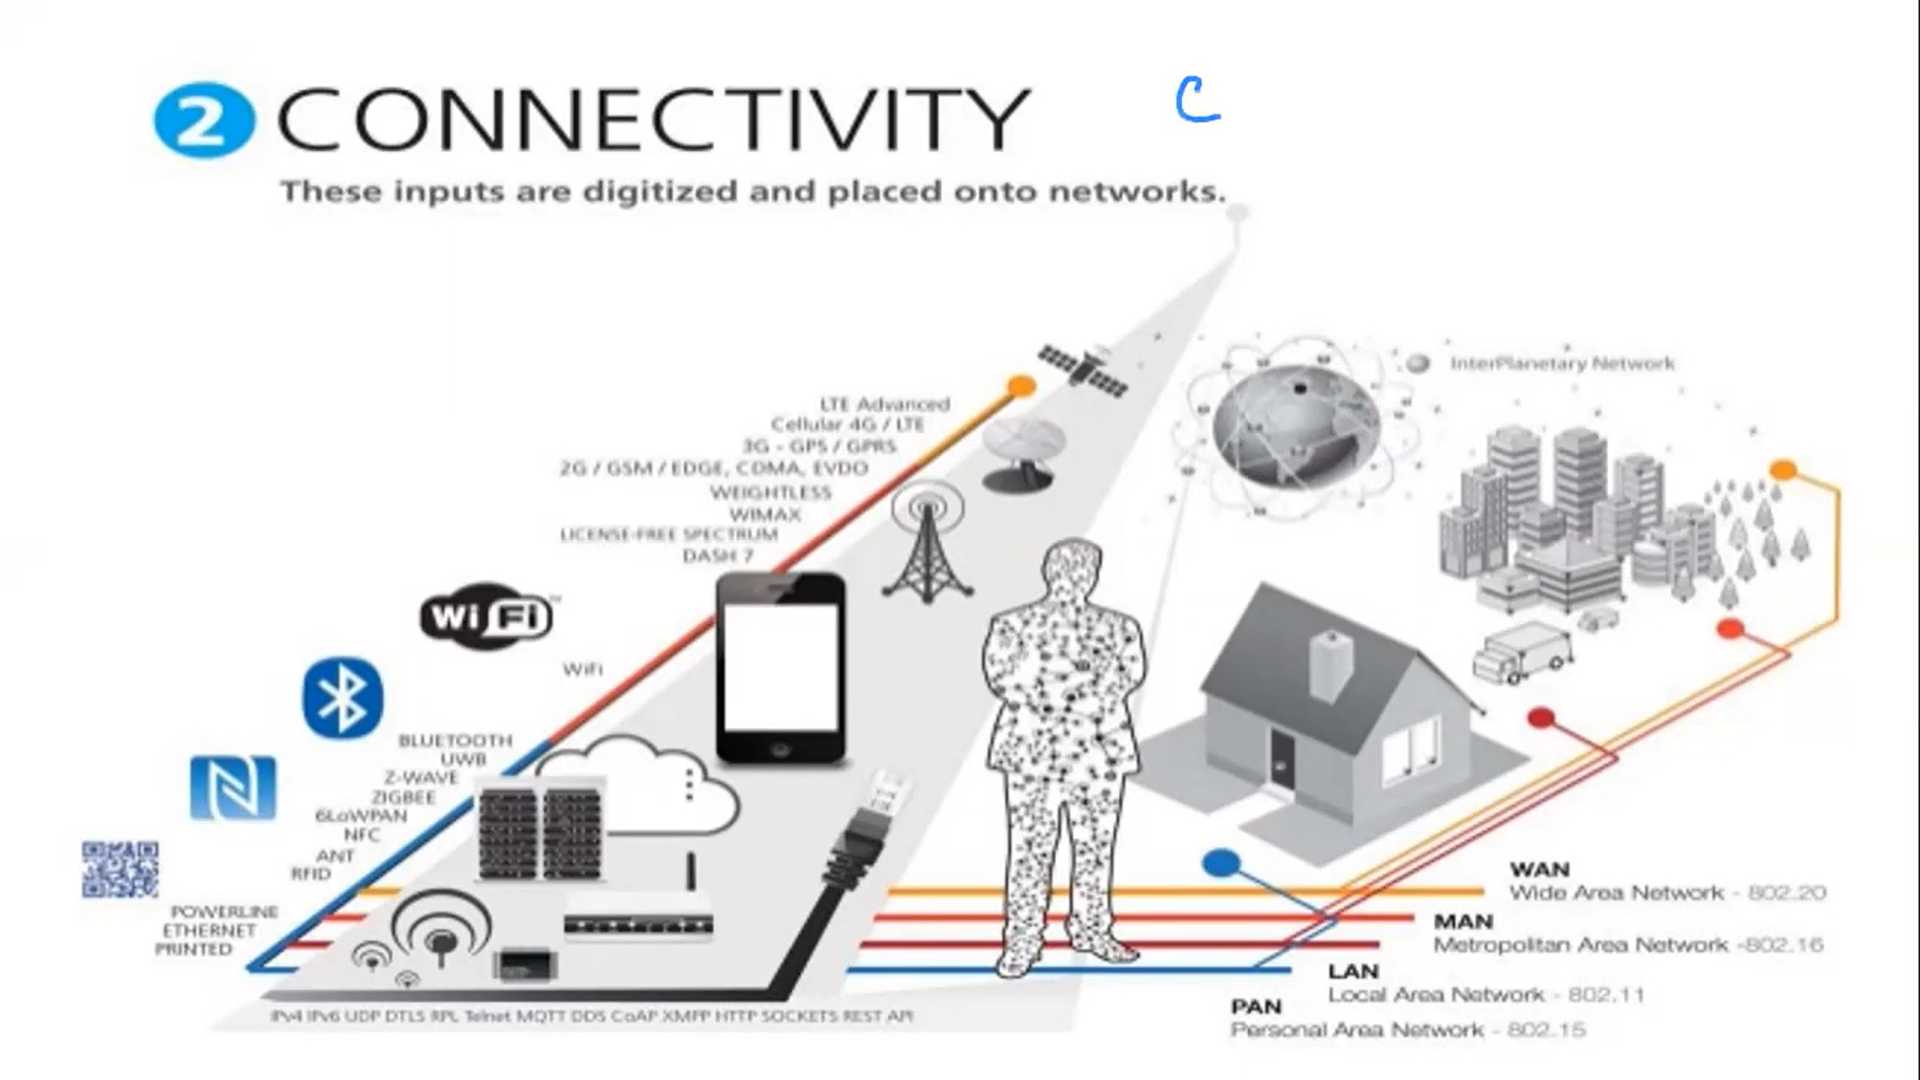 2 CONNECTIVITY
C
These inputs are digitized and placed onto networks.
InterPlanetary Network
LTE Advanced
Cellular 4G / LTE
3G - GPS / GPRS
2G / GSM / EDGE, CDMA, EVDO
WEIGHTLESS
WIMAX
LICENSE-FREE SPECTRUM
DASH 7
Wi Fi
WiFi
BLUETOOTH
UWB
Z-WAVE
ZIGBEE
6LoWPAN
NFC
ANT
RFID
POWERLINE
ETHERNET
PRINTED
WAN
Wide Area Network - 802.20
MAN
Metropolitan Area Network -802.16
LAN
Local Area Network - 802.11
PAN
Personal Area Network - 802.15
IPv4 IPv6 UDP DTLS RPL Telnet MQTT DDS CoAP XMPP HTTP SOCKETS REST API